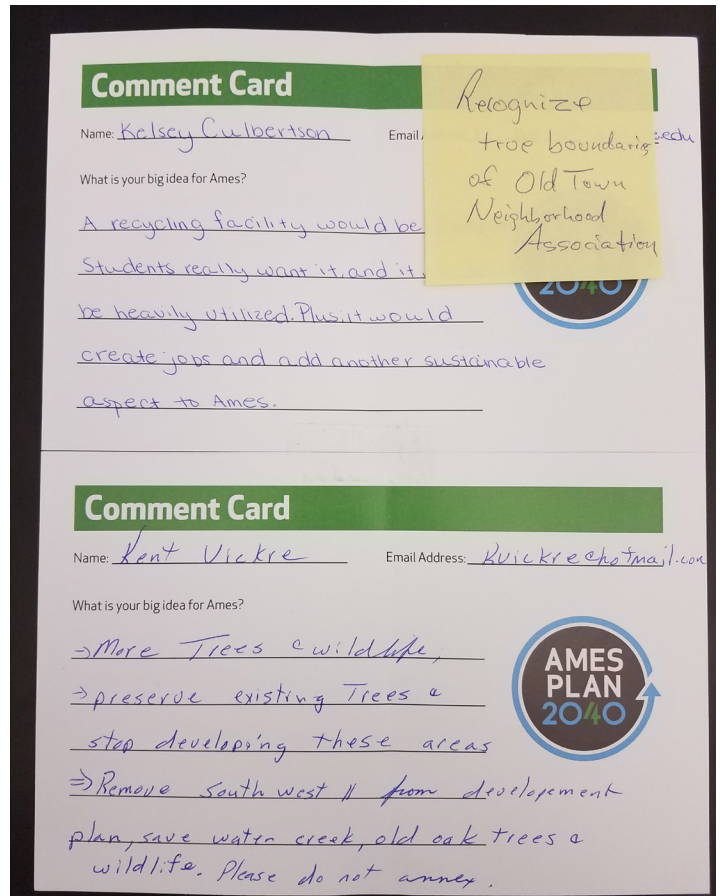 Comment Card
Name: Kelsey Culbertson Email
.edu
What is your big idea for Ames?
A recycling facility would be
Students really want it, and it
be heavily utilized. Plus, it would
create jobs and add another sustainable
aspect to Ames.
Recognize
true boundaries
of Old Town
Neighborhood
Association
2040
Comment Card
Name: Kent Vickre Email Address: kvickre@hotmail.com
What is your big idea for Ames?
→More Trees & wildlife,
→preserve existing Trees &
stop developing these areas
⇒Remove South west II from developement
plan, save water creek, old oak trees &
wildlife. Please do not annex.
AMES
PLAN
2040